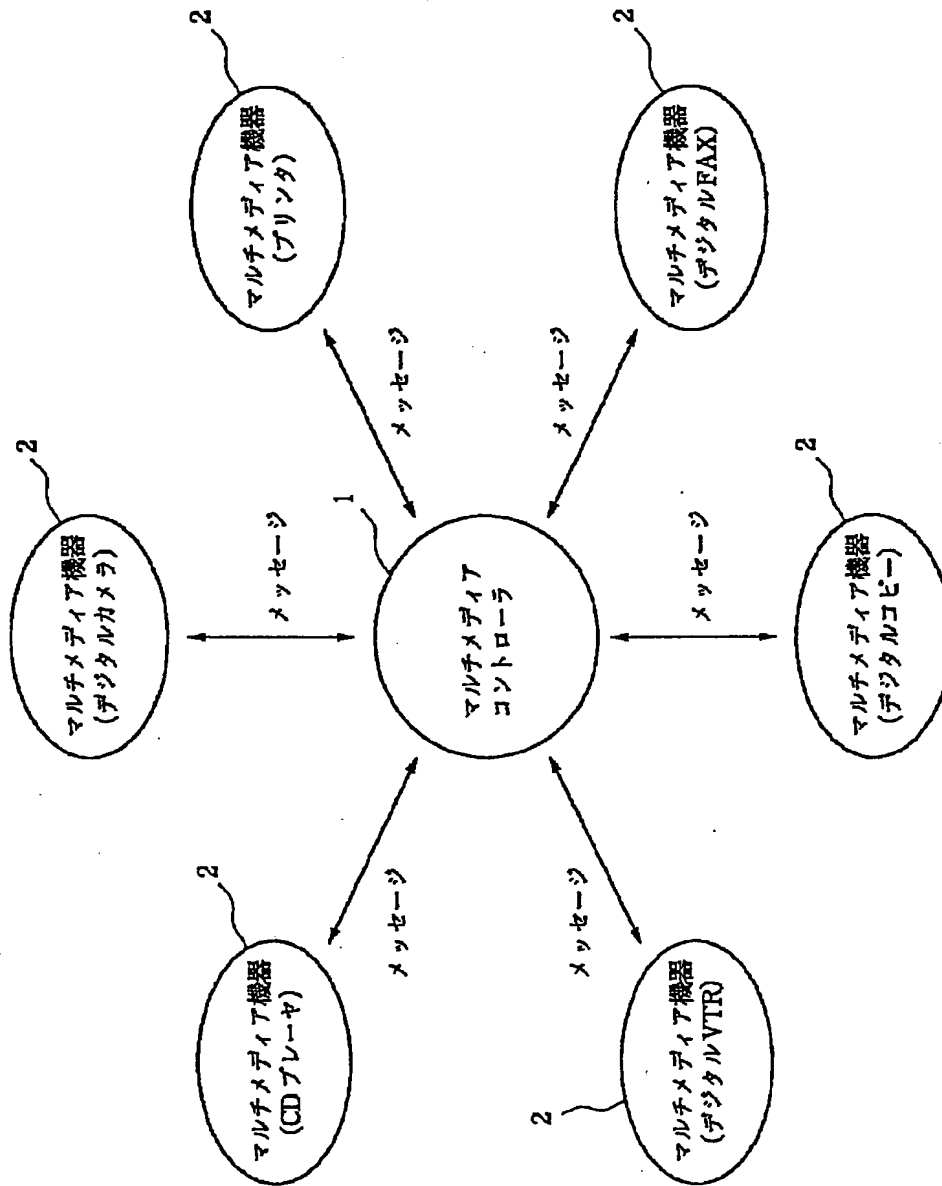 2
マルチメディア機器
(デジタルカメラ)
2
マルチメディア機器
(CDプレーヤ)
2
マルチメディア機器
(プリンタ)
メッセージ
メッセージ
メッセージ
1
マルチメディア
コントローラ
メッセージ
メッセージ
メッセージ
2
マルチメディア機器
(デジタルVTR)
2
マルチメディア機器
(デジタルFAX)
2
マルチメディア機器
(デジタルコピー)